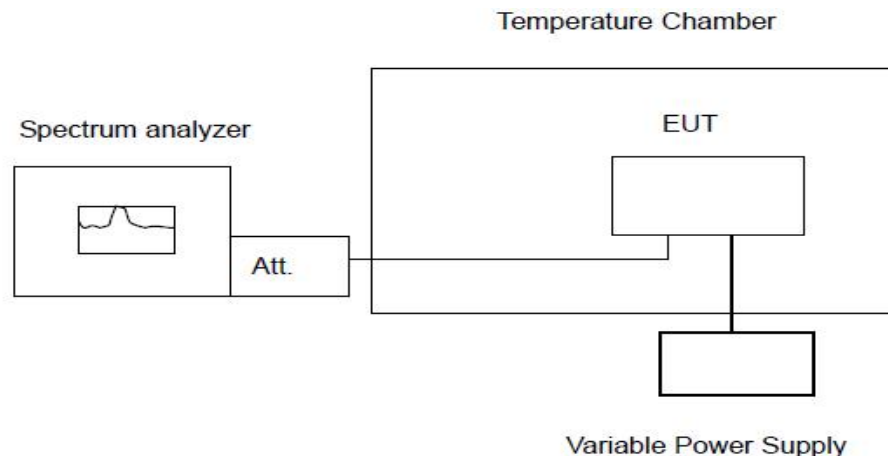 Temperature Chamber
Spectrum analyzer
EUT
Att.
Variable Power Supply